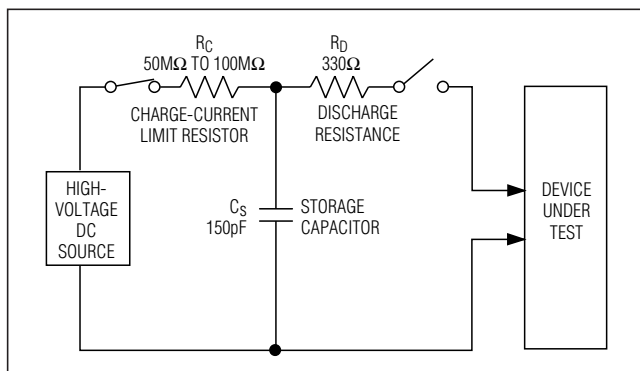 R_C
50MΩ TO 100MΩ
CHARGE-CURRENT
LIMIT RESISTOR
R_D
330Ω
DISCHARGE
RESISTANCE
HIGH-
VOLTAGE
DC
SOURCE
C_S
150pF
STORAGE
CAPACITOR
DEVICE
UNDER
TEST